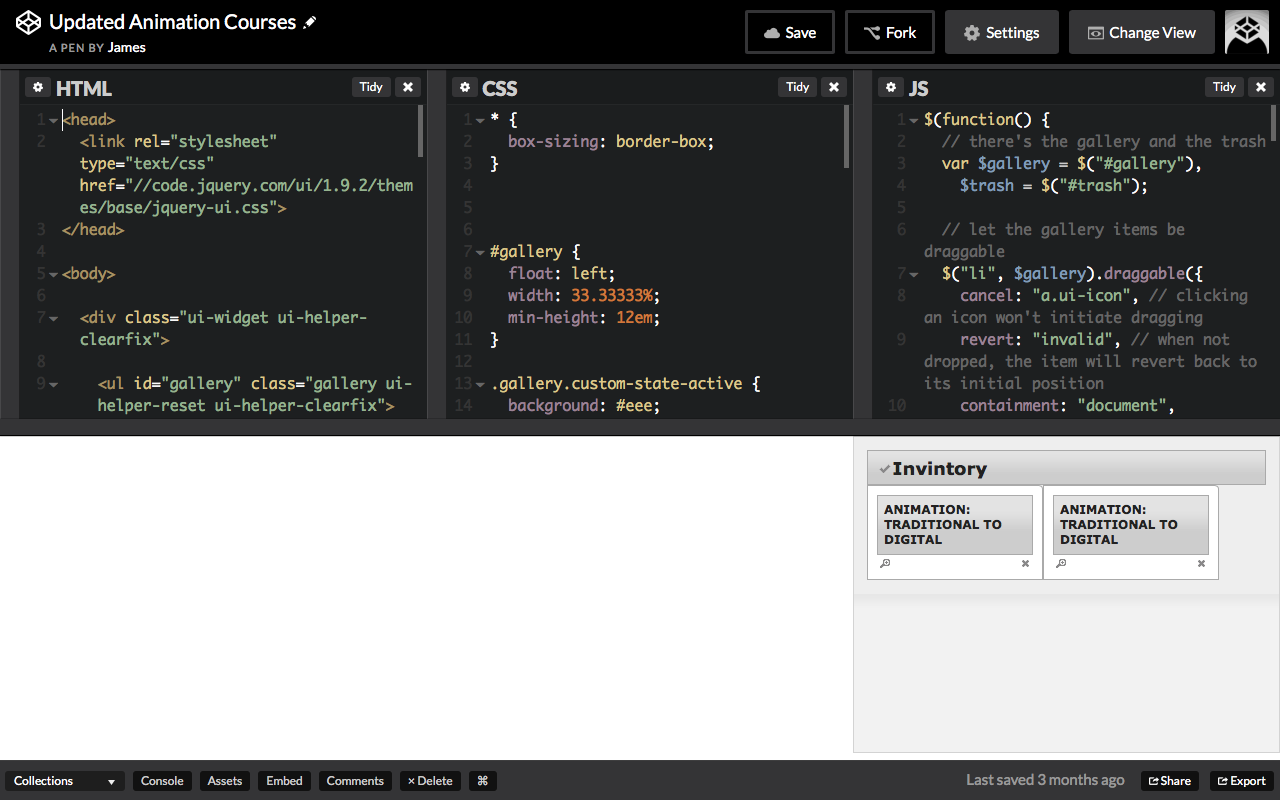 Updated Animation Courses
A PEN BY James
Save
Fork
Settings
Change View
HTML
Tidy
1 <head>
2 <link rel="stylesheet"
type="text/css"
href="//code.jquery.com/ui/1.9.2/them
es/base/jquery-ui.css">
3 </head>
4
5 <body>
6
7 <div class="ui-widget ui-helper-
clearfix">
8
9 <ul id="gallery" class="gallery ui-
helper-reset ui-helper-clearfix">
CSS
Tidy
1 * {
2 box-sizing: border-box;
3 }
4
5
6
7 #gallery {
8 float: left;
9 width: 33.33333%;
10 min-height: 12em;
11 }
12
13 .gallery.custom-state-active {
14 background: #eee;
JS
Tidy
1 $(function() {
2 // there's the gallery and the trash
3 var $gallery = $("#gallery"),
4 $trash = $("#trash");
5
6 // let the gallery items be
draggable
7 $("li", $gallery).draggable({
8 cancel: "a.ui-icon", // clicking
an icon won't initiate dragging
9 revert: "invalid", // when not
dropped, the item will revert back to
its initial position
10 containment: "document",
Invintory
ANIMATION:
TRADITIONAL TO
DIGITAL
ANIMATION:
TRADITIONAL TO
DIGITAL
Collections
Console
Assets
Embed
Comments
× Delete
⌘
Last saved 3 months ago
Share
Export